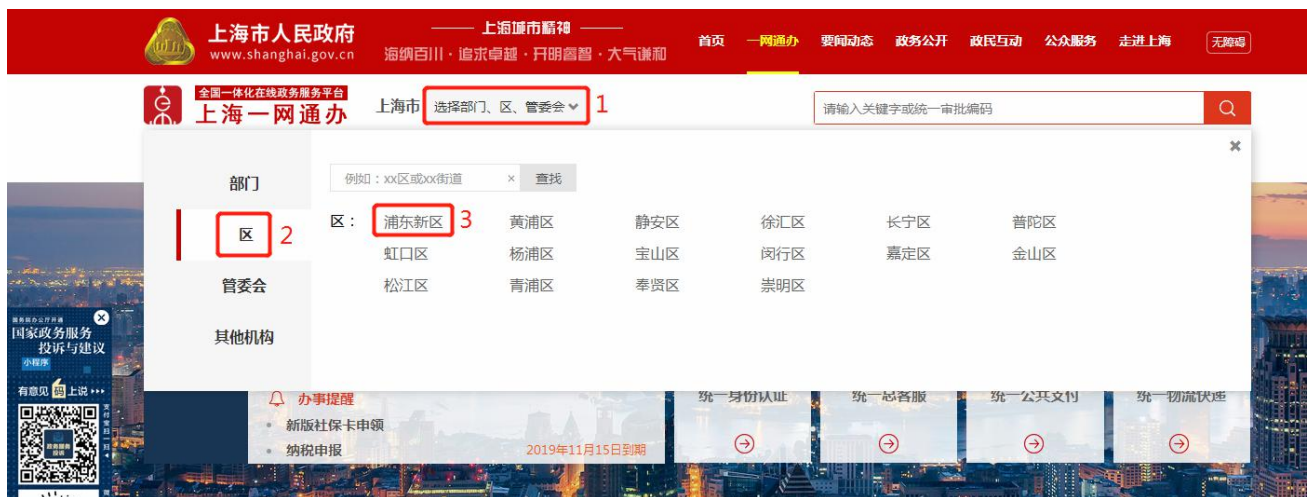 上海市人民政府
www.shanghai.gov.cn
上海城市精神
海纳百川·追求卓越·开明睿智·大气谦和
首页 一网通办 要闻动态 政务公开 政民互动 公众服务 走进上海 无障碍
全国一体化在线政务服务平台
上海一网通办
上海市 选择部门、区、管委会 1
请输入关键字或统一审批编码
部门
例如：xx区或xx街道 × 查找
区 2
区： 浦东新区 3 黄浦区 静安区 徐汇区 长宁区 普陀区
虹口区 杨浦区 宝山区 闵行区 嘉定区 金山区
管委会
松江区 青浦区 奉贤区 崇明区
其他机构
国家政务服务
投诉与建议
小程序
有意见 码上说
办事提醒
新版社保卡申领
纳税申报 2019年11月15日到期
统一身份认证 统一总客服 统一公共支付 统一物流快递